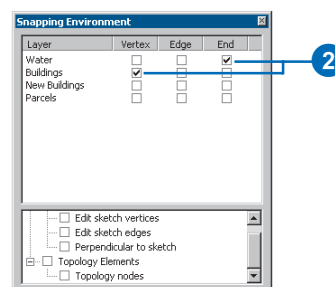 Snapping Environment
Layer Vertex Edge End
Water
2
Buildings
New Buildings
Parcels
Edit sketch vertices
Edit sketch edges
Perpendicular to sketch
Topology Elements
Topology nodes